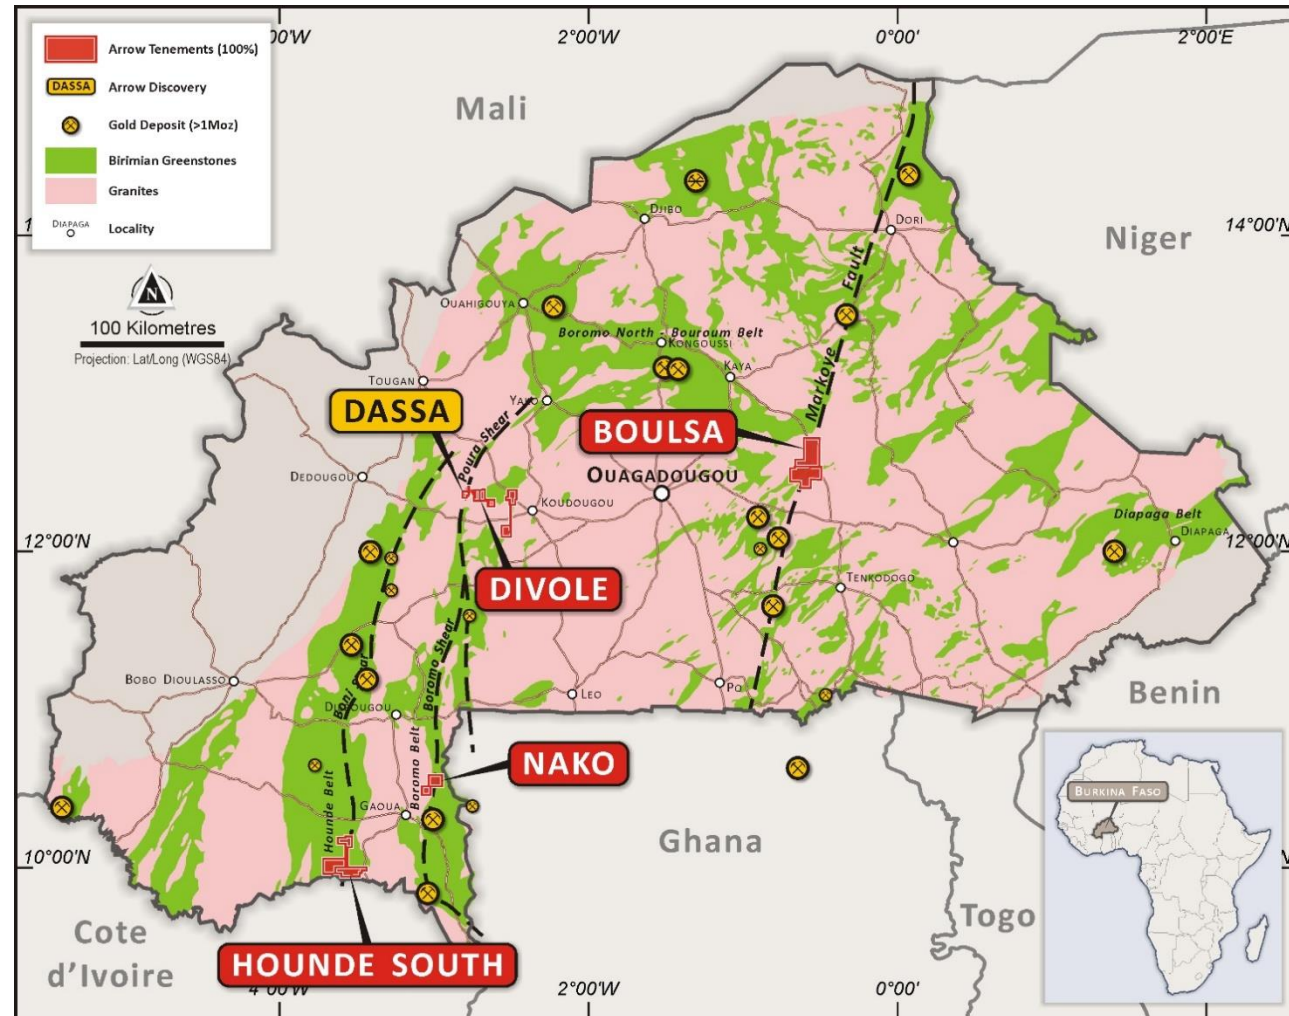 Arrow Tenements (100%)
DASSA Arrow Discovery
Gold Deposit (>1Moz)
Birimian Greenstones
Granites
DIAPAGA Locality
N
100 Kilometres
Projection: Lat/Long (WGS84)
2°00'W
0°00'
2°00'E
Mali
Niger
14°00'N
DJIBO
DORI
OUAHIGOUYA
Boromo North - Bouroum Belt
KONGOUSSI
KAYA
Markoye Fault
TOUGAN
YAKO
DASSA
Poura Shear
BOULSA
OUAGADOUGOU
DEDOUGOU
KOUDOUGOU
Diapaga Belt
DIAPAGA
12°00'N
12°00'N
DIVOLE
TENKODOGO
Boromo Shear
BOBO DIOULASSO
LEO
PO
Benin
NAKO
Hounde Belt
Boromo Belt
GAOUA
Ghana
BURKINA FASO
10°00'N
Togo
Cote
d'Ivoire
HOUNDE SOUTH
4°00'W
2°00'W
0°00'